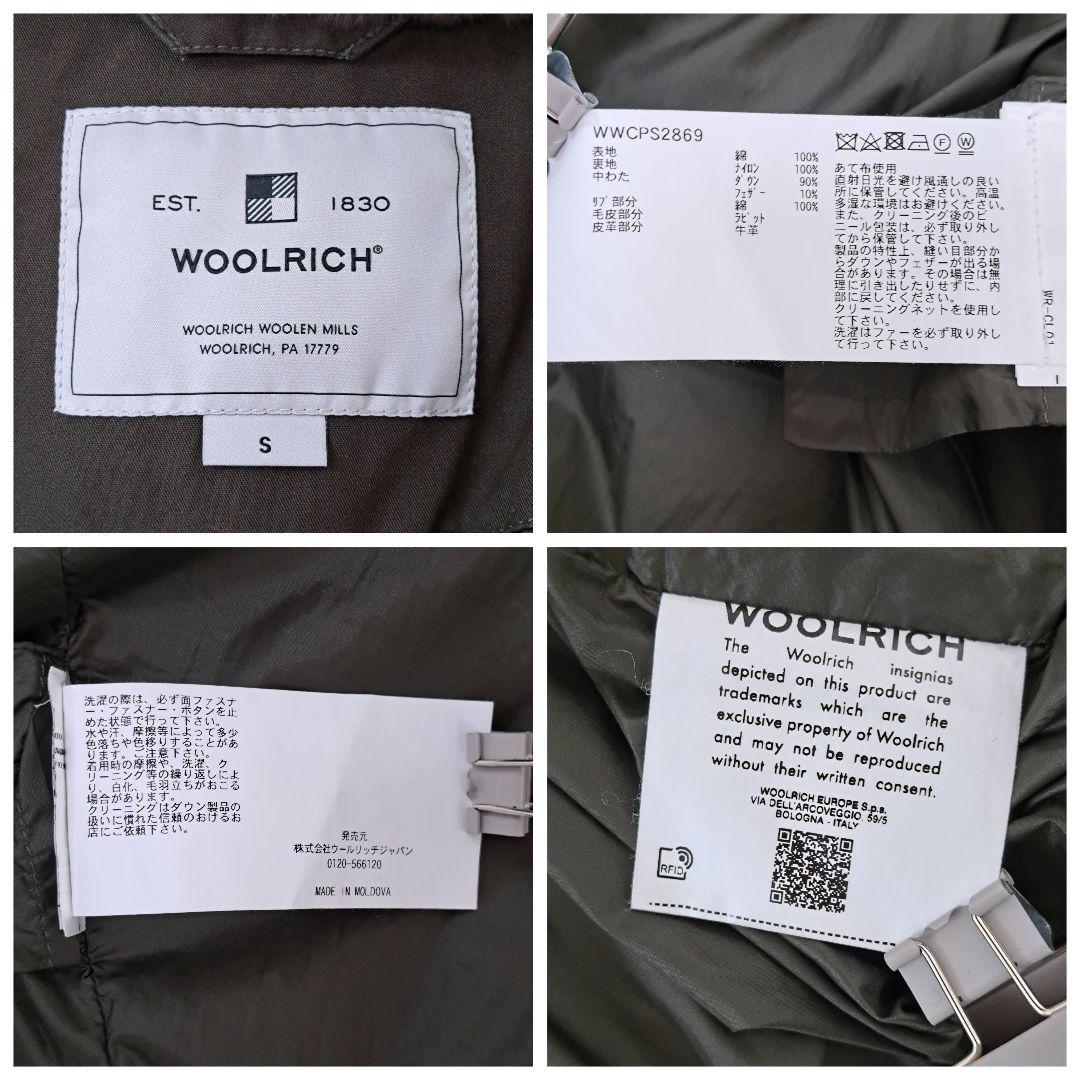 EST. 1830
WOOLRICH®
WOOLRICH WOOLEN MILLS
WOOLRICH, PA 17779
S
WWCPS2869
表地 綿 100%
裏地 ナイロン 100%
中わた ダウン 90%
フェザー 10%
リブ部分 綿 100%
毛皮部分 ラビット
皮革部分 牛革
あて布使用
直射日光を避け風通しの良い
所に保管してください。高温
多湿な環境はお避けください。
また、クリーニング後のビ
ニール包装は、必ず取り外し
てから保管して下さい。
製品の特性上、縫い目部分か
らダウンやフェザーが出る場
合があります。その場合は無
理に引き出したりせずに、内
部に戻してください。
クリーニングネットを使用し
て下さい。
洗濯はファーを必ず取り外し
て行って下さい。
WR-CL01
洗濯の際は、必ず面ファスナ
ー・ファスナー・ボタンを止
めた状態で行って下さい。
水や汗、摩擦等によって多少
色落ちや色移りすることがあ
ります。ご注意下さい。
着用時の摩擦や、洗濯、ク
リーニング等の繰り返しによ
り、白化、毛羽立ちがおこる
場合があります。
クリーニングはダウン製品の
扱いに慣れた信頼のおけるお
店にご依頼下さい。
発売元
株式会社ウールリッチジャパン
0120-566120
MADE IN MOLDOVA
WOOLRICH
The Woolrich insignias
depicted on this product are
trademarks which are the
exclusive property of Woolrich
and may not be reproduced
without their written consent.
WOOLRICH EUROPE S.p.a.
VIA DELL'ARCOVEGGIO 59/5
BOLOGNA - ITALY
RFID